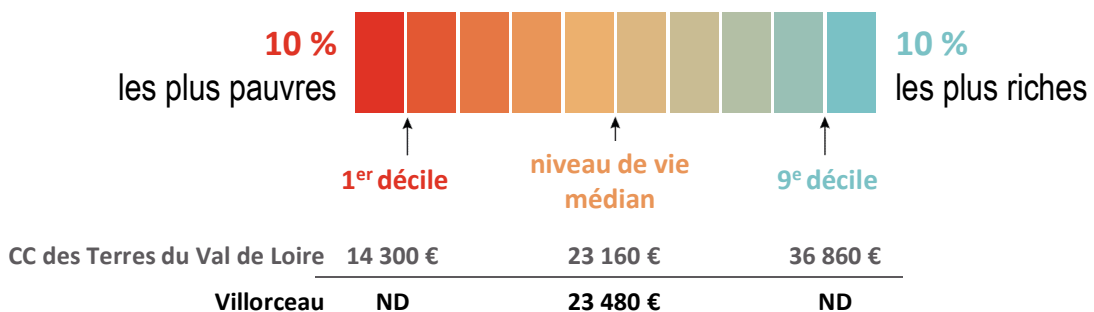 10 %
les plus pauvres
10 %
les plus riches
1er décile
niveau de vie
médian
9e décile
CC des Terres du Val de Loire 14 300 € 23 160 € 36 860 €
Villorceau ND 23 480 € ND